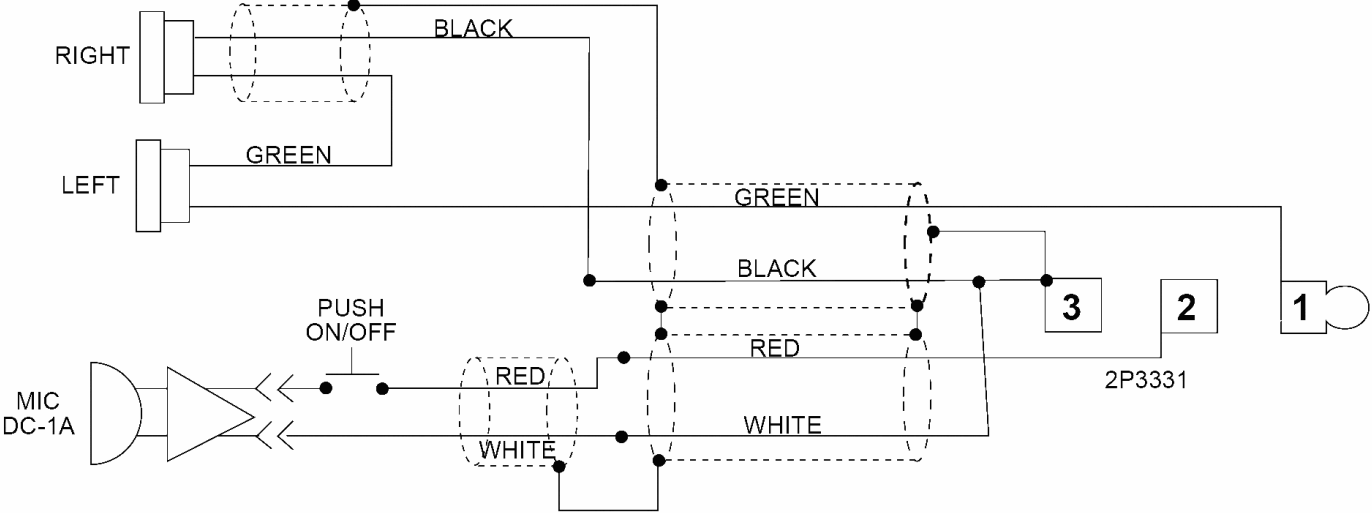 RIGHT
BLACK
GREEN
LEFT
GREEN
BLACK
3
2
1
PUSH
ON/OFF
RED
2P3331
RED
MIC
DC-1A
WHITE
WHITE